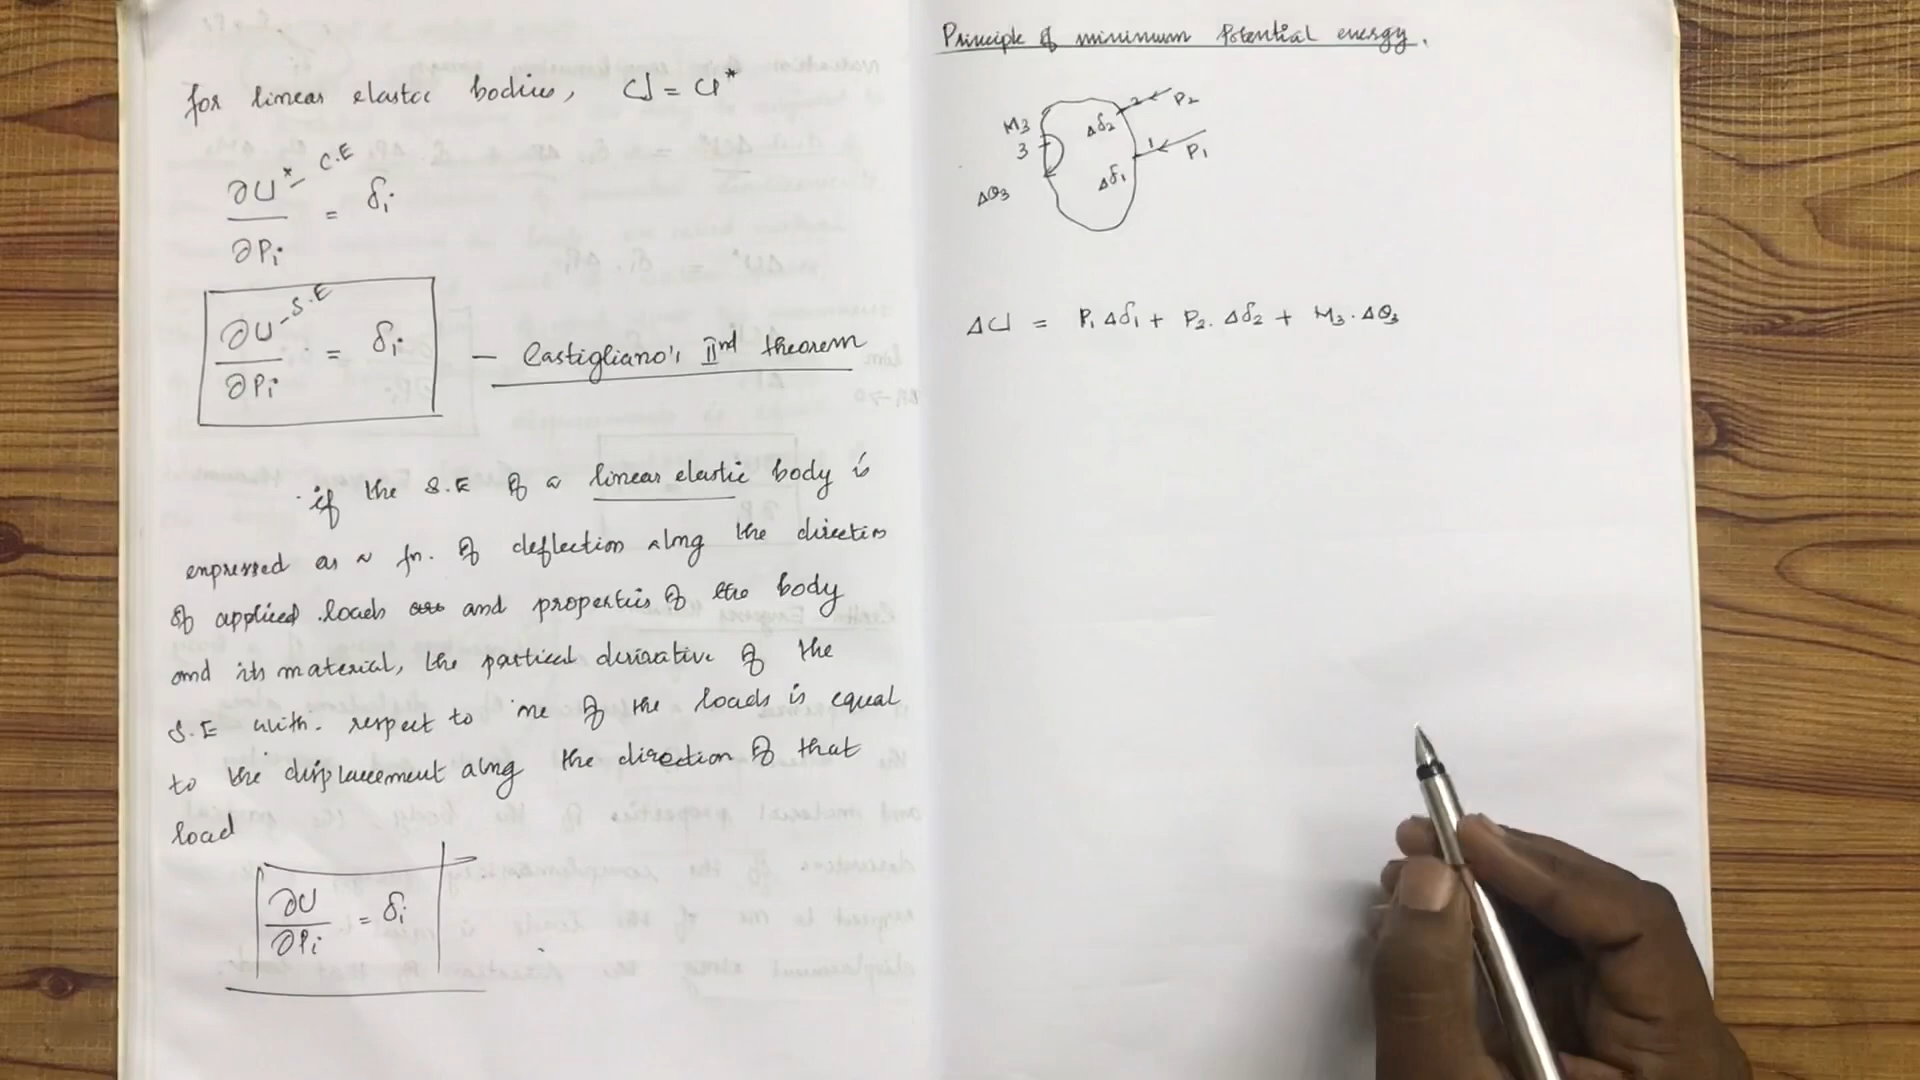 for linear elastic bodies, U = U*
∂U* - C.E
―― = δi
∂Pi
∂U - S.E
―― = δi - Castigliano's IInd theorem
∂Pi
if the S.E of a linear elastic body is
expressed as a fn. of deflection along the direction
of applied loads and properties of the body
and its material, the partical derivative of the
S.E with respect to one of the loads is equal
to the displacement along the direction of that
load
∂U
―― = δi
∂Pi
Principle of minimum Potential energy.
2 P2
M3 Δδ2
3 1 P1
Δθ3 Δδ1
ΔU = P1 Δδ1 + P2. Δδ2 + M3. Δθ3